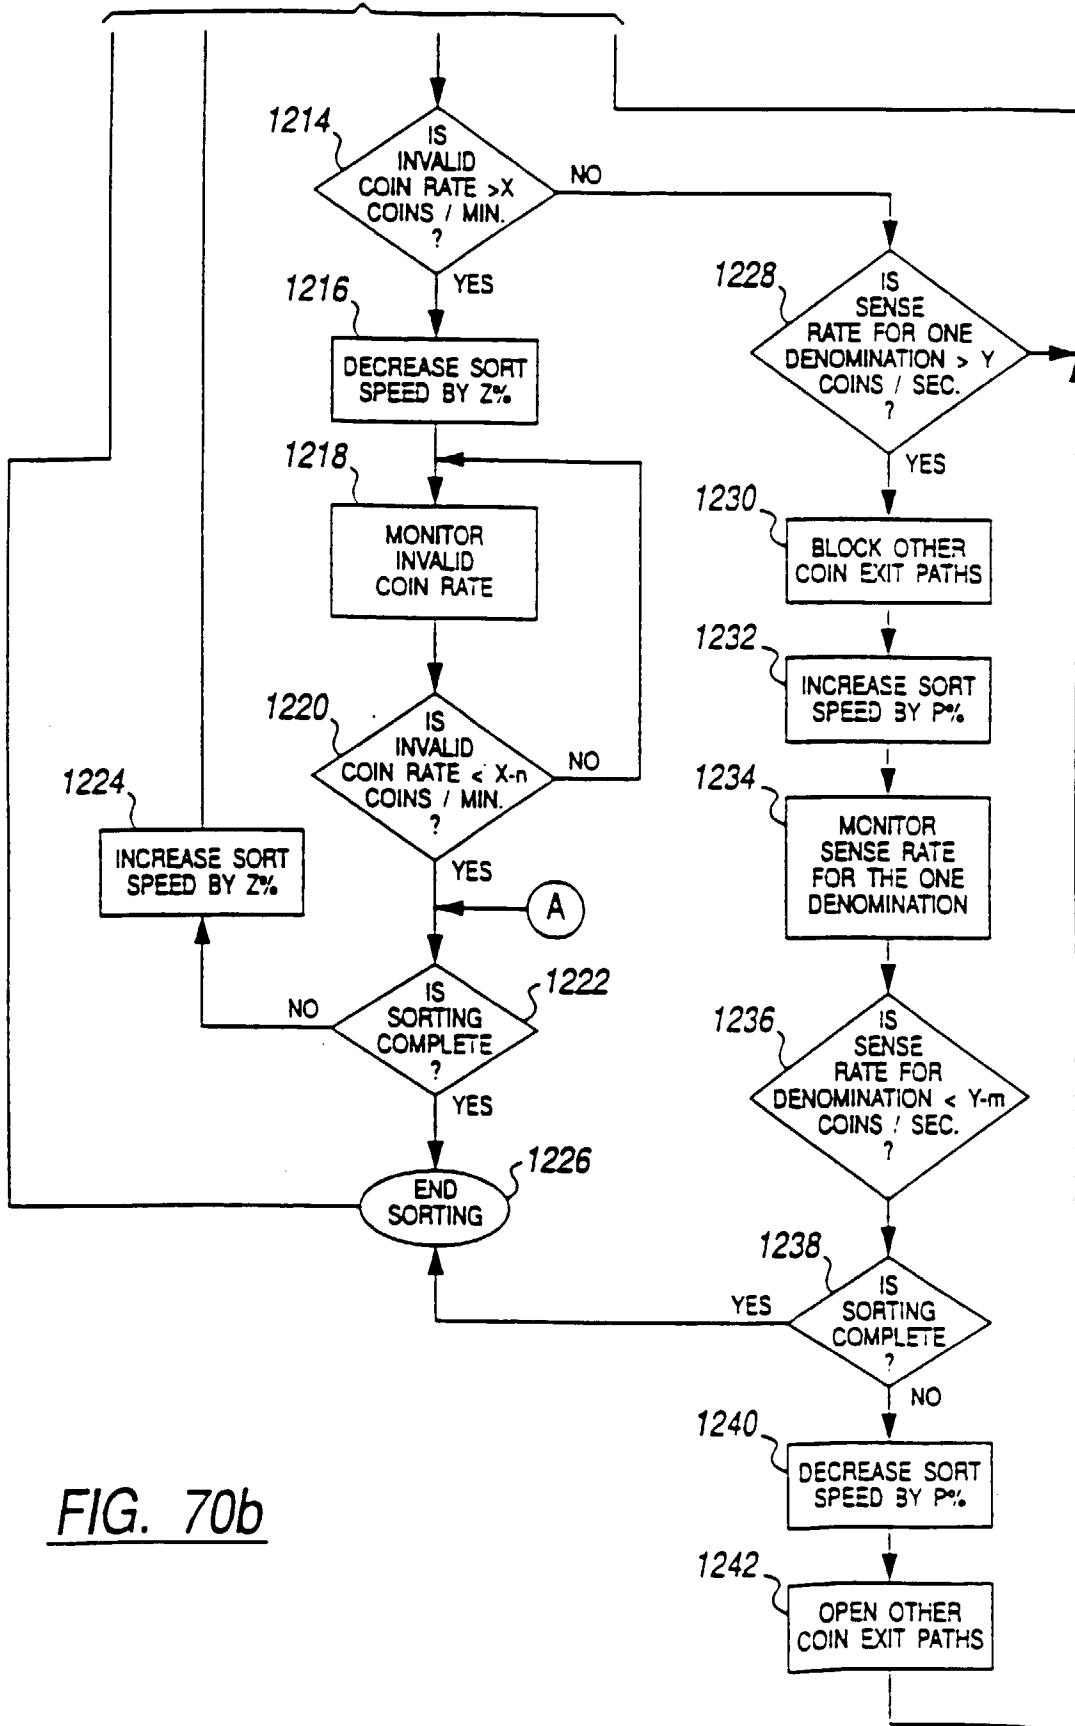 1214
IS
INVALID
COIN RATE >X
COINS / MIN.
?
NO
YES
1216
DECREASE SORT
SPEED BY Z%
1218
MONITOR
INVALID
COIN RATE
1220
IS
INVALID
COIN RATE < X-n
COINS / MIN.
?
NO
YES
1224
INCREASE SORT
SPEED BY Z%
A
1222
IS
SORTING
COMPLETE
?
NO
YES
1226
END
SORTING
1228
IS
SENSE
RATE FOR ONE
DENOMINATION > Y
COINS / SEC.
?
YES
1230
BLOCK OTHER
COIN EXIT PATHS
1232
INCREASE SORT
SPEED BY P%
1234
MONITOR
SENSE RATE
FOR THE ONE
DENOMINATION
1236
IS
SENSE
RATE FOR
DENOMINATION < Y-m
COINS / SEC.
?
1238
IS
SORTING
COMPLETE
?
YES
NO
1240
DECREASE SORT
SPEED BY P%
1242
OPEN OTHER
COIN EXIT PATHS
FIG. 70b